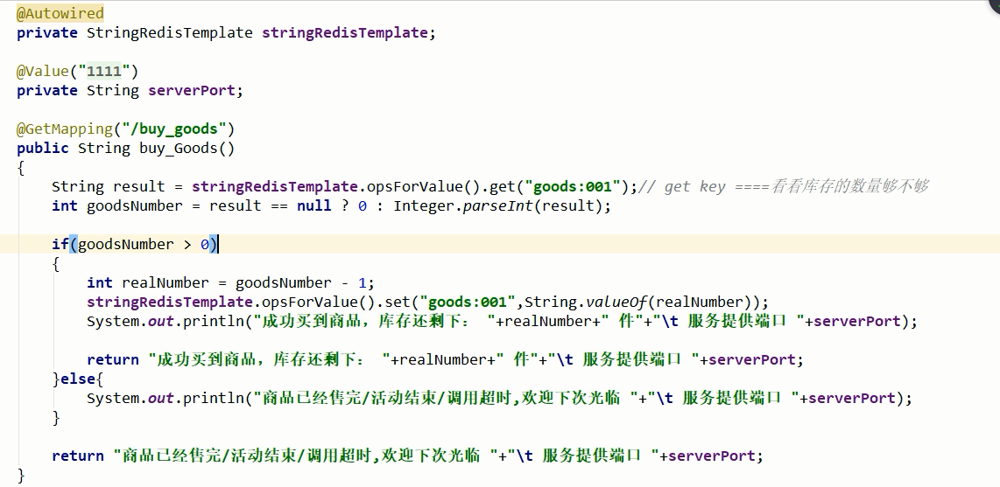 @Autowired
private StringRedisTemplate stringRedisTemplate;
@Value("1111")
private String serverPort;
@GetMapping("/buy_goods")
public String buy_Goods()
{
String result = stringRedisTemplate.opsForValue().get("goods:001");// get key ====看看库存的数量够不够
int goodsNumber = result == null ? 0 : Integer.parseInt(result);
if(goodsNumber > 0)
{
int realNumber = goodsNumber - 1;
stringRedisTemplate.opsForValue().set("goods:001",String.valueOf(realNumber));
System.out.println("成功买到商品，库存还剩下： "+realNumber+" 件"+"\t 服务提供端口 "+serverPort);
return "成功买到商品，库存还剩下： "+realNumber+" 件"+"\t 服务提供端口 "+serverPort;
}else{
System.out.println("商品已经售完/活动结束/调用超时,欢迎下次光临 "+"\t 服务提供端口 "+serverPort);
}
return "商品已经售完/活动结束/调用超时,欢迎下次光临 "+"\t 服务提供端口 "+serverPort;
}